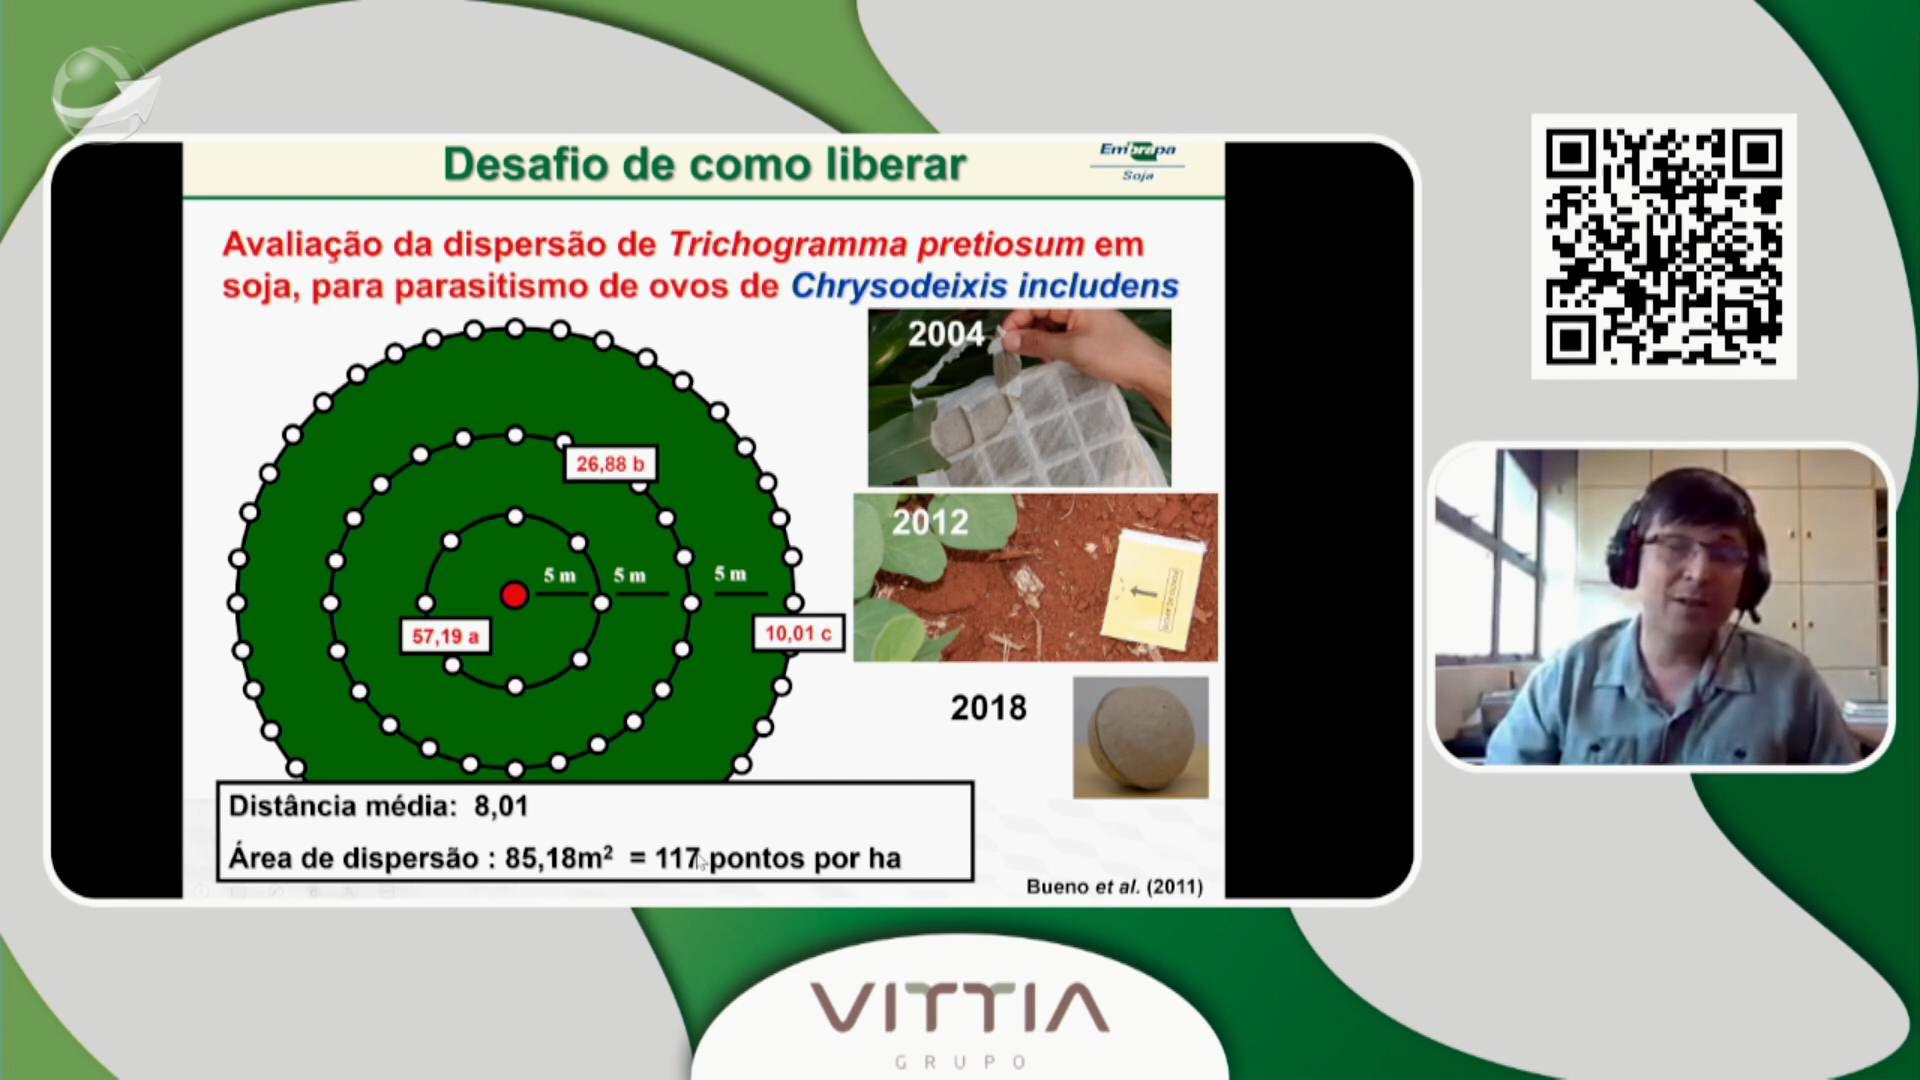 Desafio de como liberar
Embrapa
Soja
Avaliação da dispersão de Trichogramma pretiosum em
soja, para parasitismo de ovos de Chrysodeixis includens
2004
26,88 b
2012
5 m
5 m
5 m
57,19 a
10,01 c
2018
Distância média: 8,01
Área de dispersão : 85,18m² = 117 pontos por ha
Bueno et al. (2011)
VITTIA
GRUPO